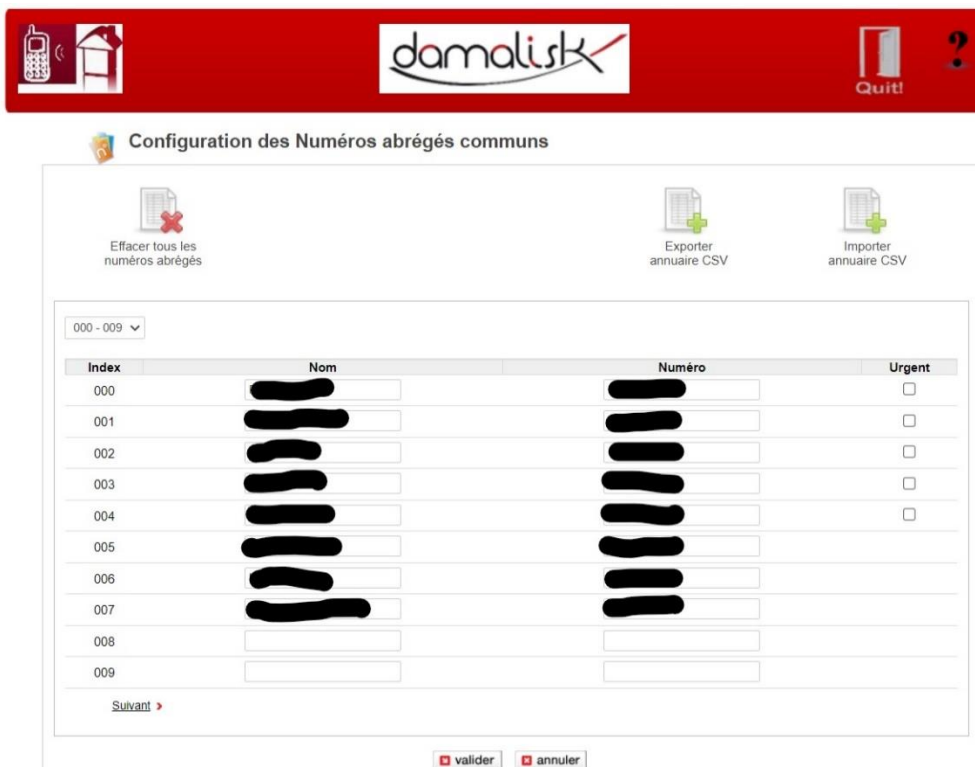 damalisk
Quit!
?
Configuration des Numéros abrégés communs
Effacer tous les
numéros abrégés
Exporter
annuaire CSV
Importer
annuaire CSV
000 - 009
Index Nom Numéro Urgent
000
001
002
003
004
005
006
007
008
009
Suivant
valider annuler